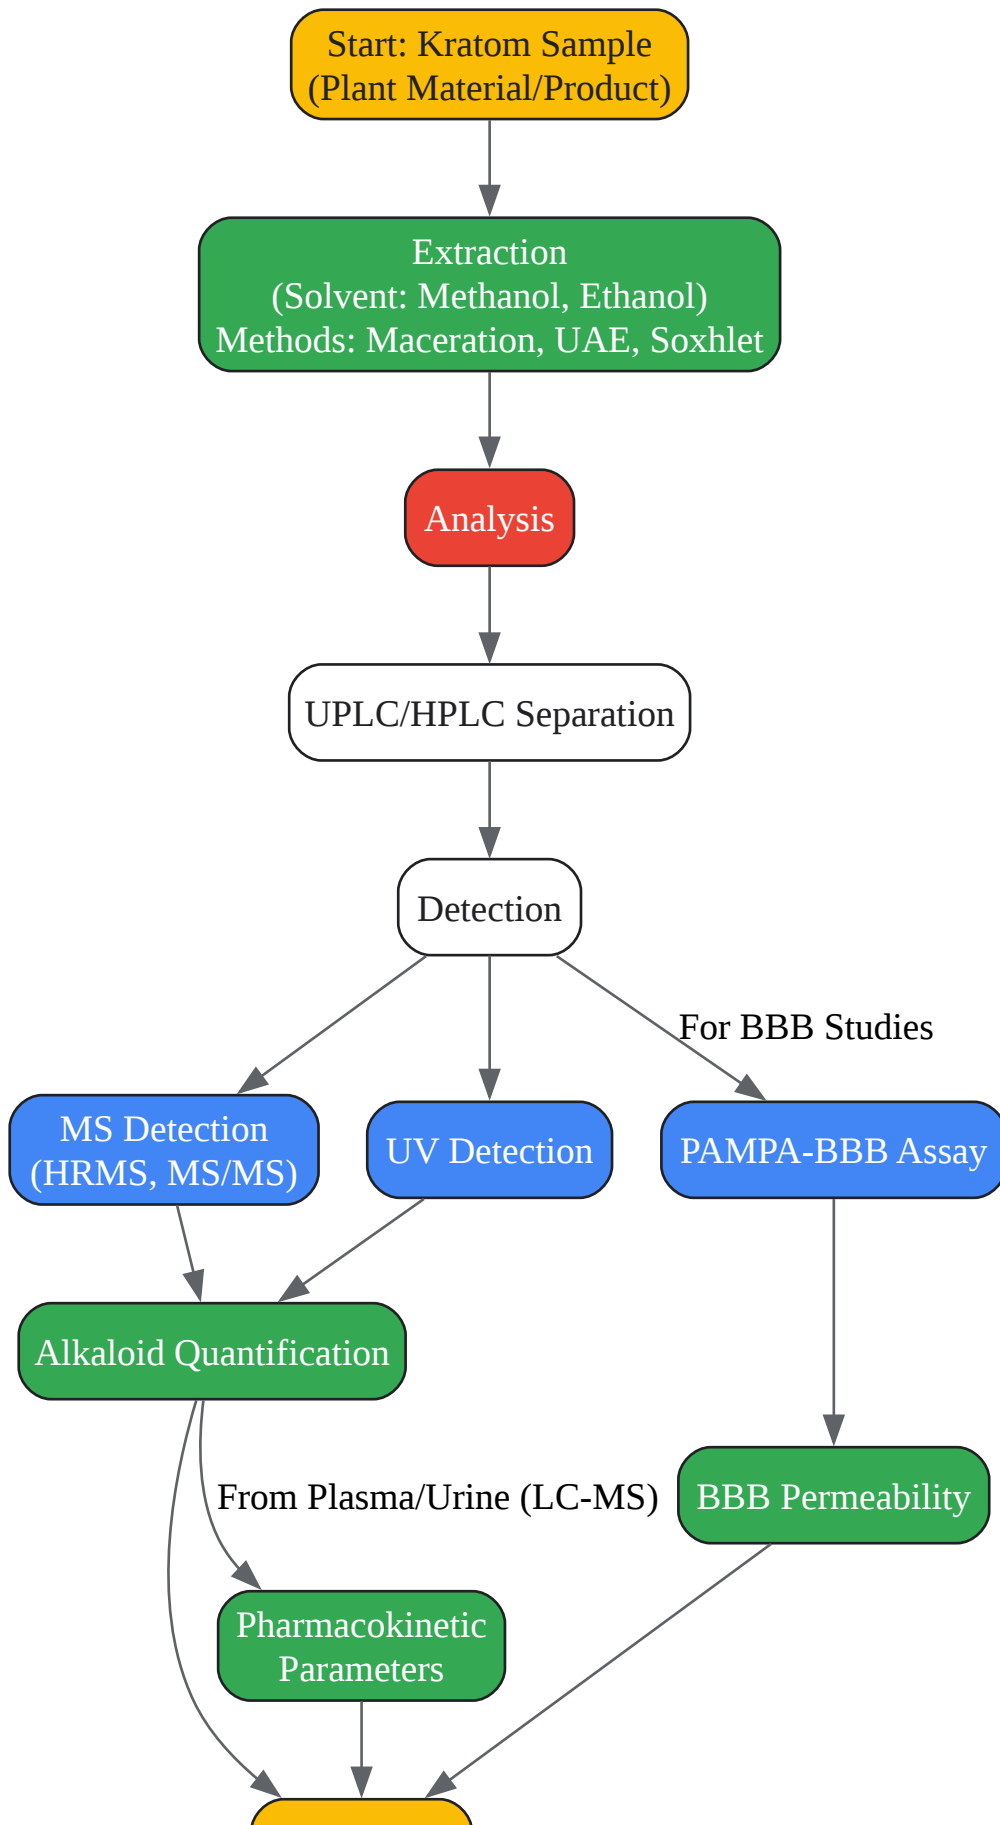 Start: Kratom Sample
(Plant Material/Product)
Extraction
(Solvent: Methanol, Ethanol)
Methods: Maceration, UAE, Soxhlet
Analysis
UPLC/HPLC Separation
Detection
For BBB Studies
MS Detection
(HRMS, MS/MS)
UV Detection
PAMPA-BBB Assay
Alkaloid Quantification
From Plasma/Urine (LC-MS)
BBB Permeability
Pharmacokinetic
Parameters